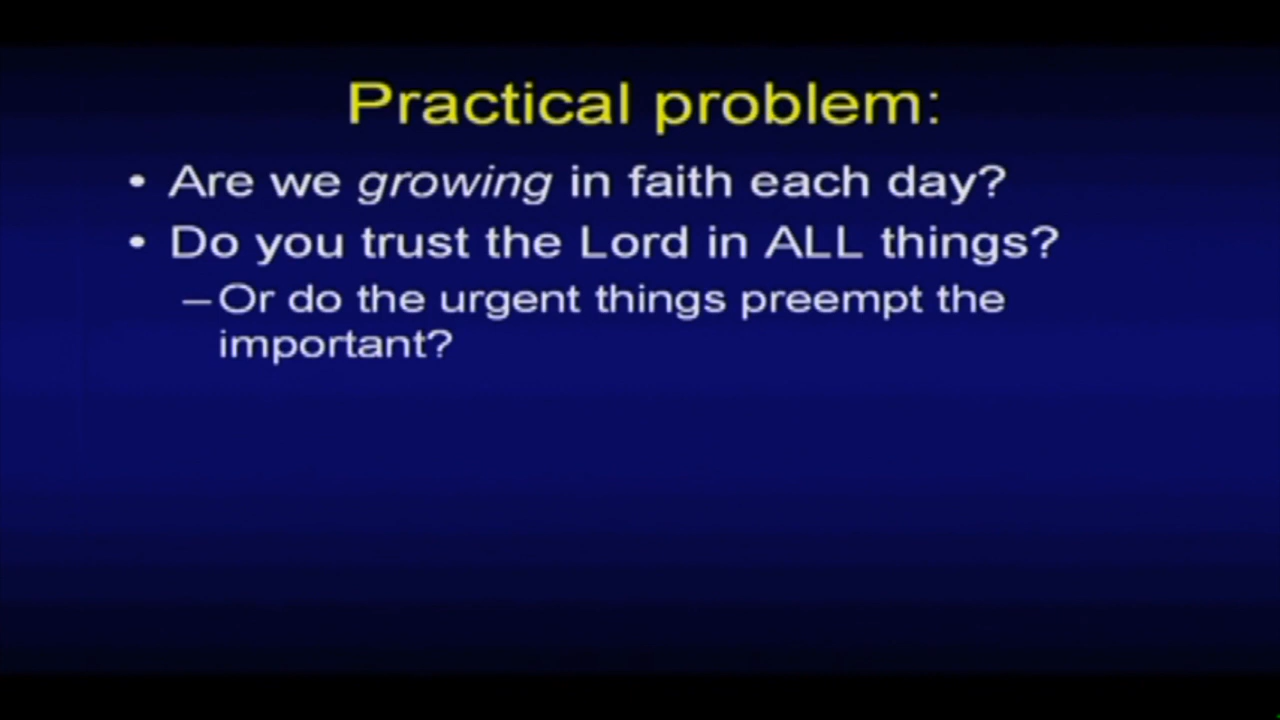 Practical problem:
• Are we growing in faith each day?
• Do you trust the Lord in ALL things?
–Or do the urgent things preempt the
important?